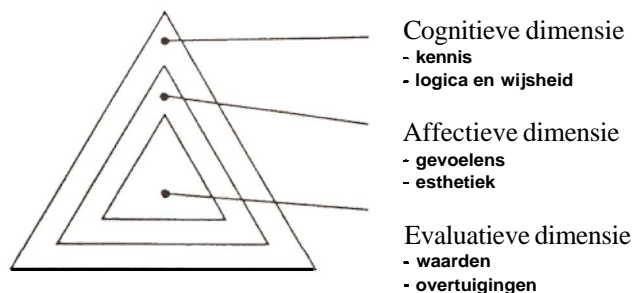 Cognitieve dimensie
- kennis
- logica en wijsheid
Affectieve dimensie
- gevoelens
- esthetiek
Evaluatieve dimensie
- waarden
- overtuigingen